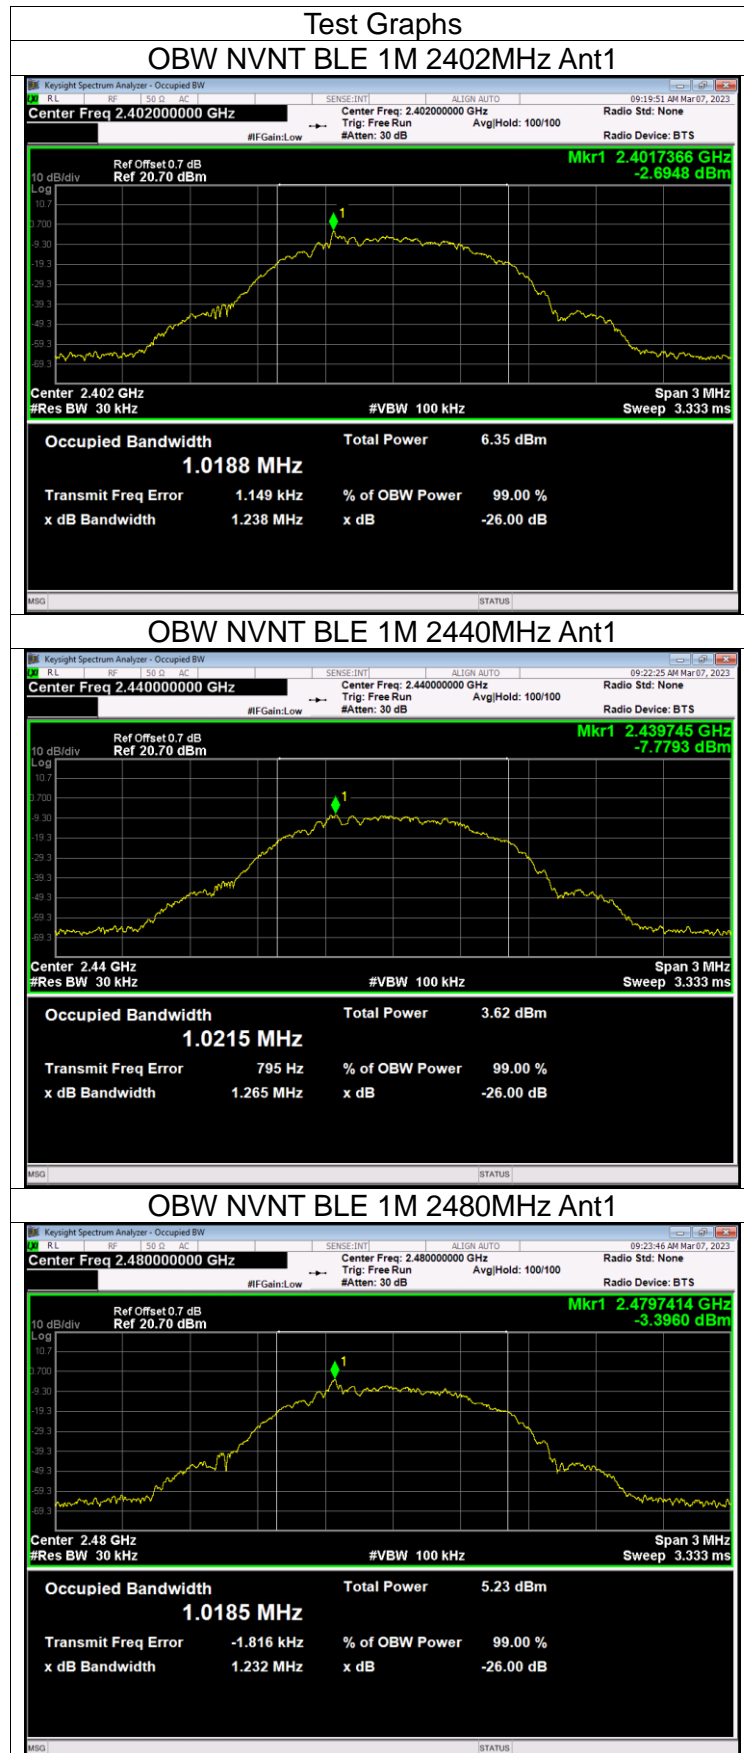 Test Graphs
OBW NVNT BLE 1M 2402MHz Ant1
Keysight Spectrum Analyzer - Occupied BW
RL RF 50 Ω AC SENSE:INT ALIGN AUTO 09:19:51 AM Mar 07, 2023
Center Freq 2.402000000 GHz Center Freq: 2.402000000 GHz Radio Std: None
Trig: Free Run Avg|Hold: 100/100
#IFGain:Low #Atten: 30 dB Radio Device: BTS
Mkr1 2.4017366 GHz
-2.6948 dBm
Ref Offset 0.7 dB
10 dB/div Ref 20.70 dBm
Log
10.7
0.700
-9.30
-19.3
-29.3
-39.3
-49.3
-59.3
-69.3
1
Center 2.402 GHz Span 3 MHz
#Res BW 30 kHz #VBW 100 kHz Sweep 3.333 ms
Occupied Bandwidth Total Power 6.35 dBm
1.0188 MHz
Transmit Freq Error 1.149 kHz % of OBW Power 99.00 %
x dB Bandwidth 1.238 MHz x dB -26.00 dB
MSG STATUS
OBW NVNT BLE 1M 2440MHz Ant1
Keysight Spectrum Analyzer - Occupied BW
RL RF 50 Ω AC SENSE:INT ALIGN AUTO 09:22:25 AM Mar 07, 2023
Center Freq 2.440000000 GHz Center Freq: 2.440000000 GHz Radio Std: None
Trig: Free Run Avg|Hold: 100/100
#IFGain:Low #Atten: 30 dB Radio Device: BTS
Mkr1 2.439745 GHz
-7.7793 dBm
Ref Offset 0.7 dB
10 dB/div Ref 20.70 dBm
Log
10.7
0.700
-9.30
-19.3
-29.3
-39.3
-49.3
-59.3
-69.3
1
Center 2.44 GHz Span 3 MHz
#Res BW 30 kHz #VBW 100 kHz Sweep 3.333 ms
Occupied Bandwidth Total Power 3.62 dBm
1.0215 MHz
Transmit Freq Error 795 Hz % of OBW Power 99.00 %
x dB Bandwidth 1.265 MHz x dB -26.00 dB
MSG STATUS
OBW NVNT BLE 1M 2480MHz Ant1
Keysight Spectrum Analyzer - Occupied BW
RL RF 50 Ω AC SENSE:INT ALIGN AUTO 09:23:46 AM Mar 07, 2023
Center Freq 2.480000000 GHz Center Freq: 2.480000000 GHz Radio Std: None
Trig: Free Run Avg|Hold: 100/100
#IFGain:Low #Atten: 30 dB Radio Device: BTS
Mkr1 2.4797414 GHz
-3.3960 dBm
Ref Offset 0.7 dB
10 dB/div Ref 20.70 dBm
Log
10.7
0.700
-9.30
-19.3
-29.3
-39.3
-49.3
-59.3
-69.3
1
Center 2.48 GHz Span 3 MHz
#Res BW 30 kHz #VBW 100 kHz Sweep 3.333 ms
Occupied Bandwidth Total Power 5.23 dBm
1.0185 MHz
Transmit Freq Error -1.816 kHz % of OBW Power 99.00 %
x dB Bandwidth 1.232 MHz x dB -26.00 dB
MSG STATUS